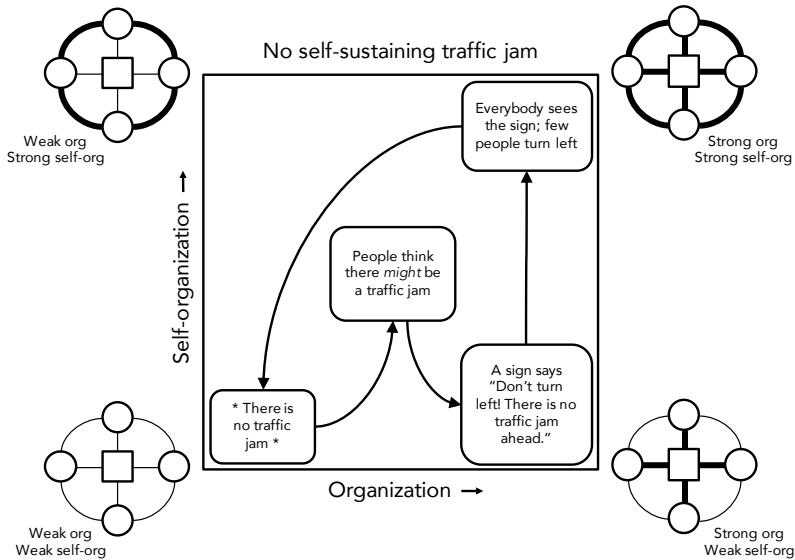 No self-sustaining traffic jam
Weak org
Strong self-org
Strong org
Strong self-org
Everybody sees
the sign; few
people turn left
People think
there might be
a traffic jam
* There is
no traffic
jam *
A sign says
“Don’t turn
left! There is no
traffic jam
ahead.”
Self-organization →
Organization →
Weak org
Weak self-org
Strong org
Weak self-org